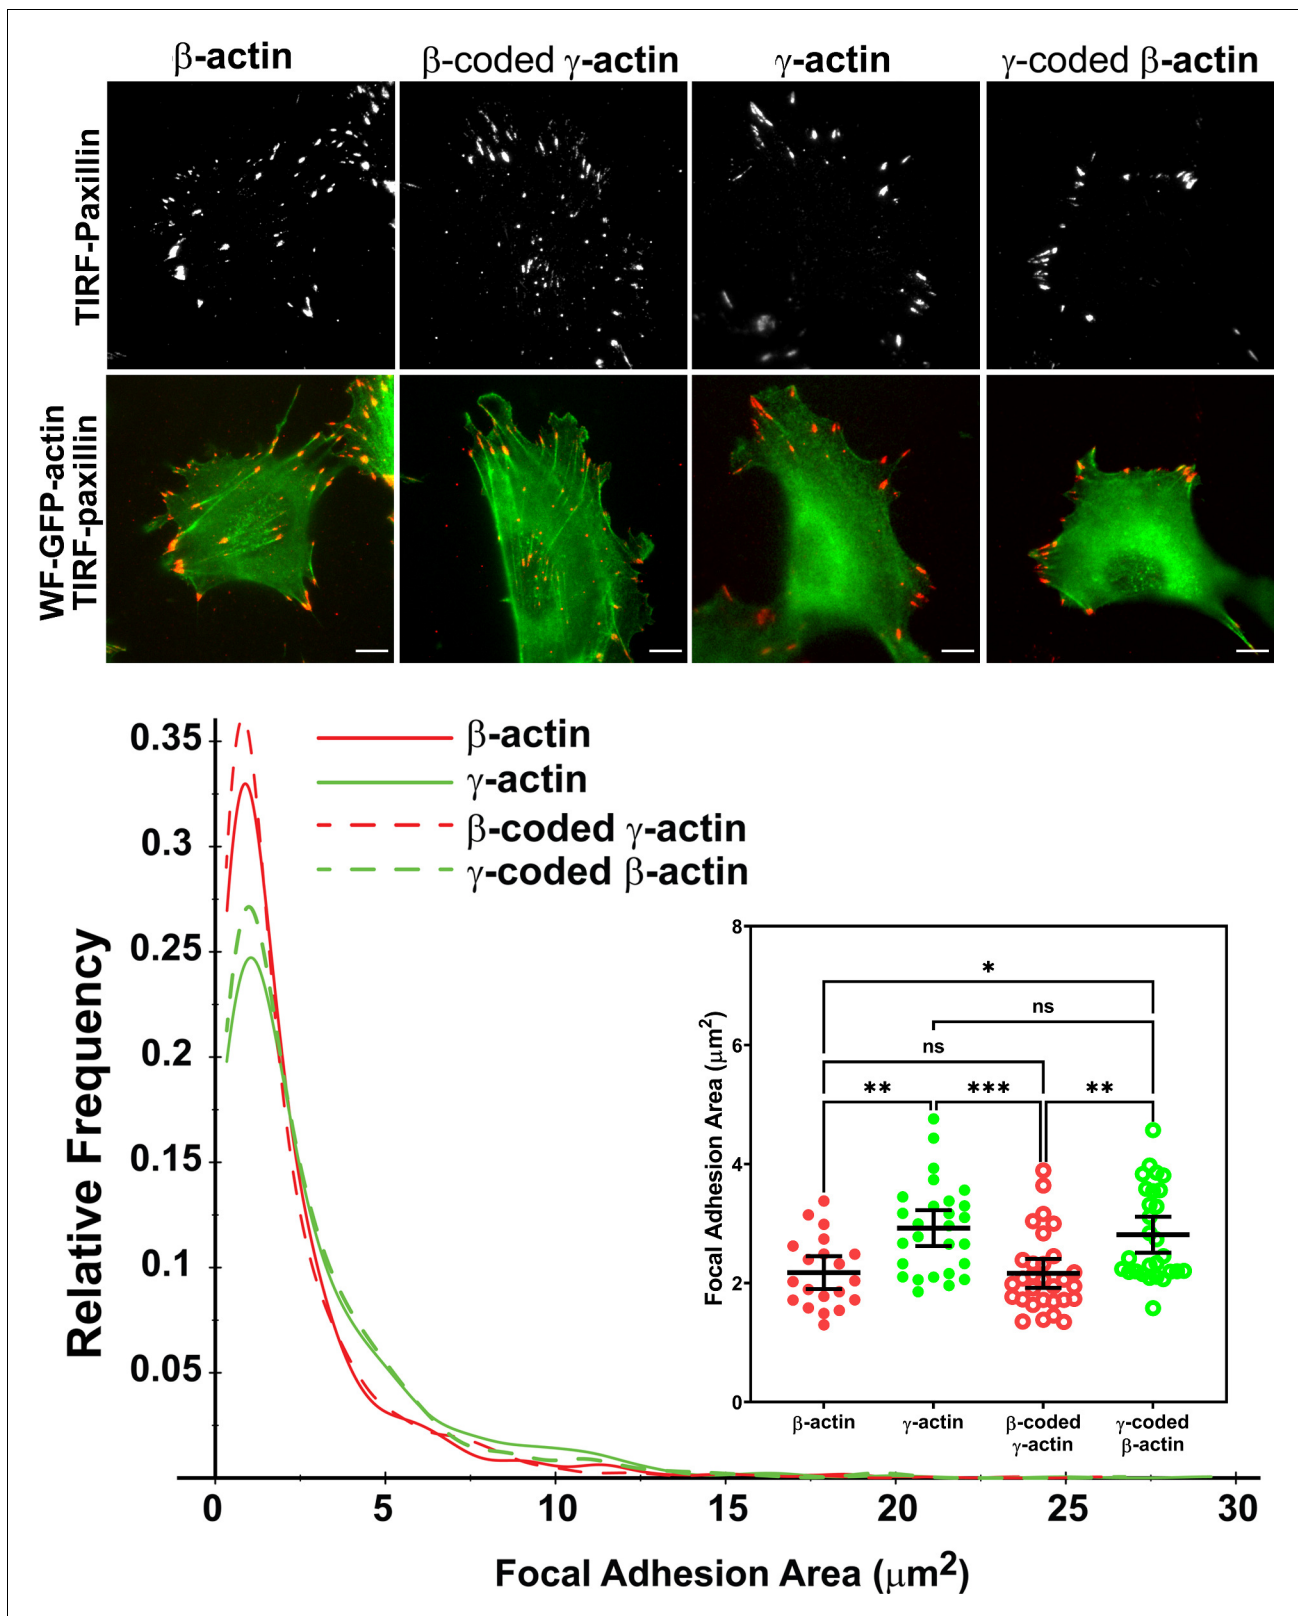 β-actin
β-coded γ-actin
γ-actin
γ-coded β-actin
TIRF-Paxillin
WF-GFP-actin
TIRF-paxillin
0.35
0.3
0.25
0.2
0.15
0.1
0.05
Relative Frequency
β-actin
γ-actin
β-coded γ-actin
γ-coded β-actin
8
6
4
2
0
Focal Adhesion Area (μm²)
*
ns
ns
** *** **
β-actin
γ-actin
β-coded
γ-actin
γ-coded
β-actin
0 5 10 15 20 25 30
Focal Adhesion Area (μm²)